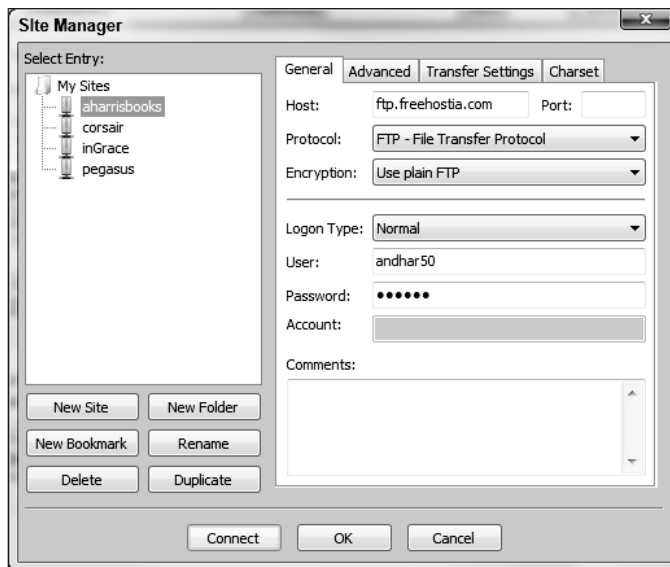 Site Manager
x
Select Entry:
My Sites
aharrisbooks
corsair
inGrace
pegasus
New Site
New Folder
New Bookmark
Rename
Delete
Duplicate
General
Advanced
Transfer Settings
Charset
Host:
ftp.freehostia.com
Port:
Protocol:
FTP - File Transfer Protocol
Encryption:
Use plain FTP
Logon Type:
Normal
User:
andhar50
Password:
●●●●●●
Account:
Comments:
Connect
OK
Cancel